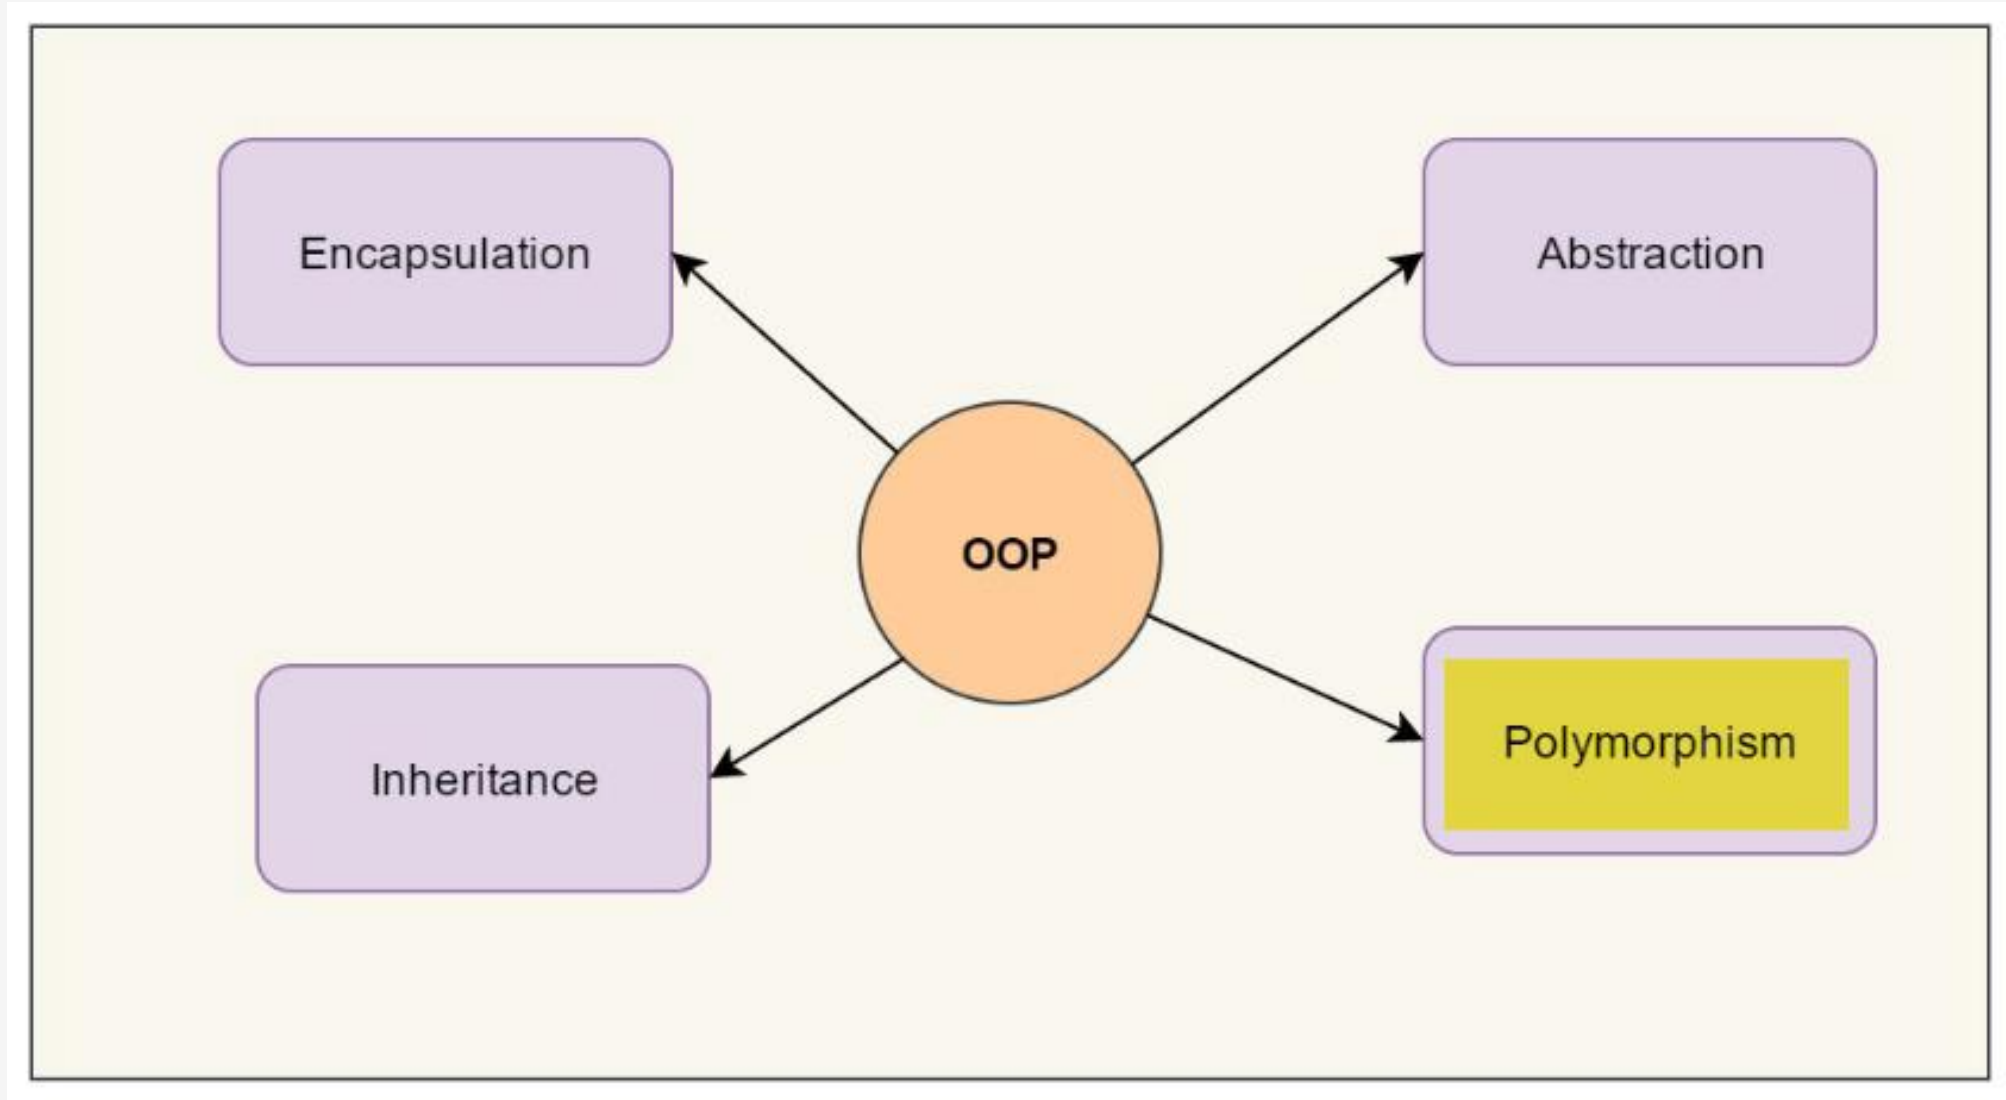 Encapsulation
Abstraction
OOP
Inheritance
Polymorphism